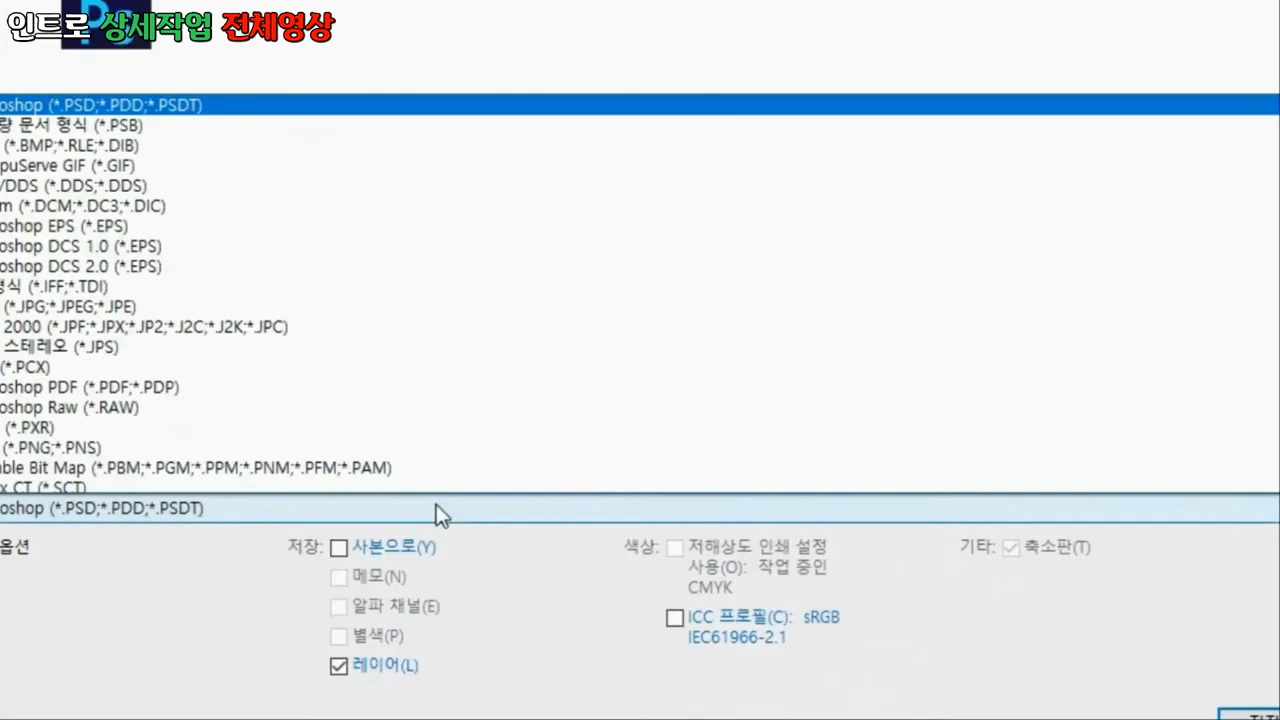 인트로 상세작업 전체영상
oshop (*.PSD;*.PDD;*.PSDT)
량 문서 형식 (*.PSB)
(*.BMP;*.RLE;*.DIB)
puServe GIF (*.GIF)
/DDS (*.DDS;*.DDS)
m (*.DCM;*.DC3;*.DIC)
oshop EPS (*.EPS)
oshop DCS 1.0 (*.EPS)
oshop DCS 2.0 (*.EPS)
형식 (*.IFF;*.TDI)
(*.JPG;*.JPEG;*.JPE)
2000 (*.JPF;*.JPX;*.JP2;*.J2C;*.J2K;*.JPC)
스테레오 (*.JPS)
(*.PCX)
oshop PDF (*.PDF;*.PDP)
oshop Raw (*.RAW)
(*.PXR)
(*.PNG;*.PNS)
ble Bit Map (*.PBM;*.PGM;*.PPM;*.PNM;*.PFM;*.PAM)
x CT (*.SCT)
oshop (*.PSD;*.PDD;*.PSDT)
옵션 저장: 사본으로(Y) 색상: 저해상도 인쇄 설정 기타: 축소판(T)
사용(O): 작업 중인
메모(N)
CMYK
알파 채널(E)
ICC 프로필(C): sRGB
별색(P)
IEC61966-2.1
레이어(L)